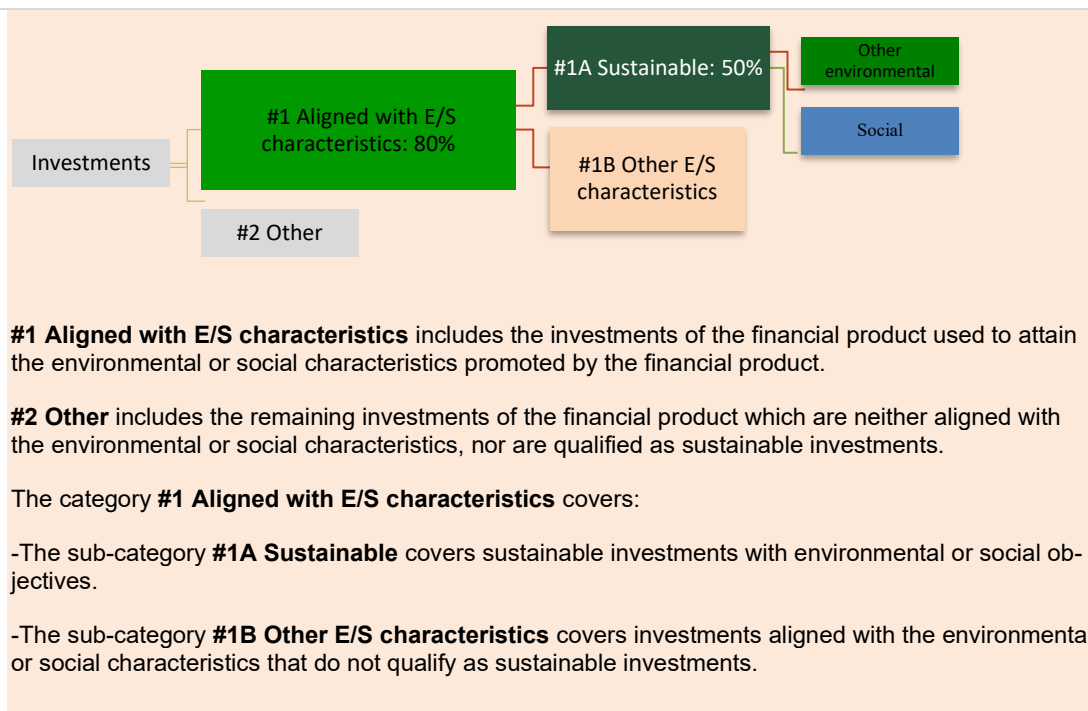 Investments
#1 Aligned with E/S
characteristics: 80%
#2 Other
#1A Sustainable: 50%
#1B Other E/S
characteristics
Other
environmental
Social
#1 Aligned with E/S characteristics includes the investments of the financial product used to attain
the environmental or social characteristics promoted by the financial product.
#2 Other includes the remaining investments of the financial product which are neither aligned with
the environmental or social characteristics, nor are qualified as sustainable investments.
The category #1 Aligned with E/S characteristics covers:
-The sub-category #1A Sustainable covers sustainable investments with environmental or social ob-
jectives.
-The sub-category #1B Other E/S characteristics covers investments aligned with the environmenta
or social characteristics that do not qualify as sustainable investments.